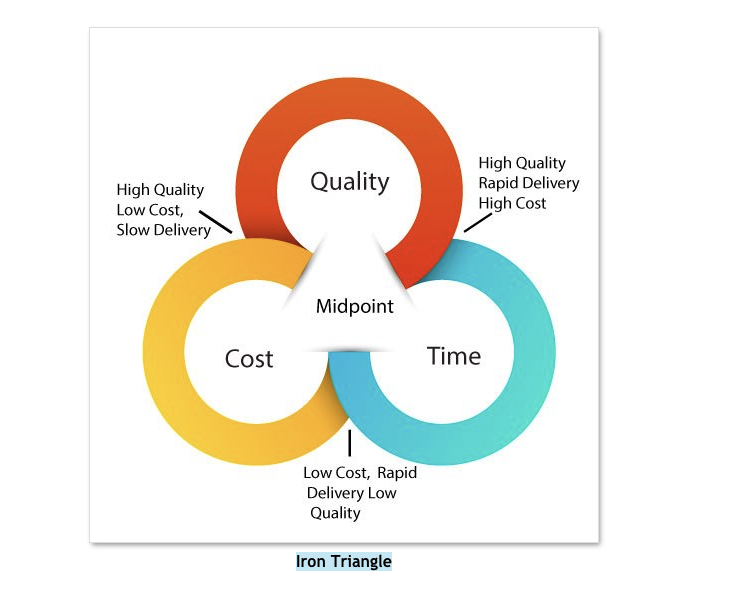 Quality
High Quality
Low Cost,
Slow Delivery
High Quality
Rapid Delivery
High Cost
Midpoint
Cost
Time
Low Cost, Rapid
Delivery Low
Quality
Iron Triangle